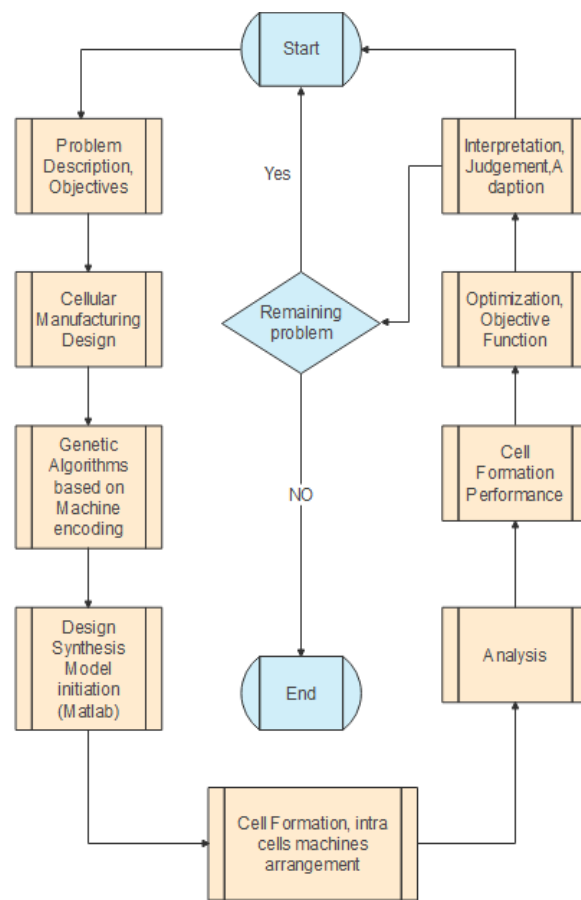 Start
Problem
Description,
Objectives
Interpretation,
Judgement,A
daption
Yes
Cellular
Manufacturing
Design
Remaining
problem
Optimization,
Objective
Function
Genetic
Algorithms
based on
Machine
encoding
NO
Cell
Formation
Performance
Design
Synthesis
Model
initiation
(Matlab)
End
Analysis
Cell Formation, intra
cells machines
arrangement